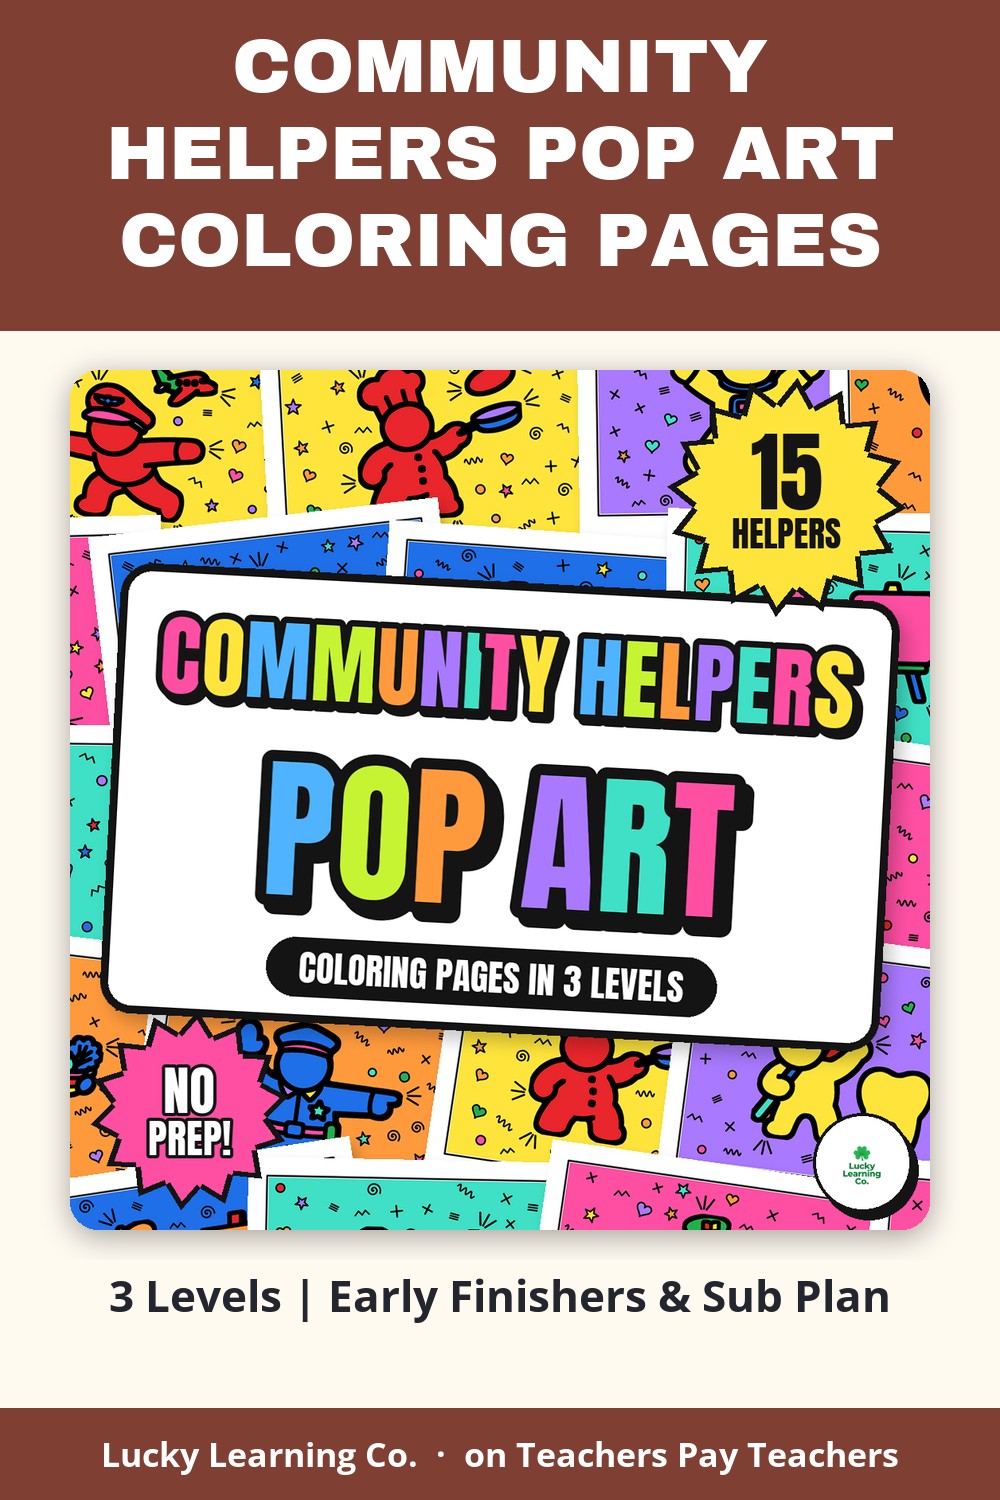 COMMUNITY
HELPERS POP ART
COLORING PAGES
15
HELPERS
COMMUNITY HELPERS
POP ART
COLORING PAGES IN 3 LEVELS
NO
PREP!
Lucky
Learning
Co.
3 Levels | Early Finishers & Sub Plan
Lucky Learning Co. · on Teachers Pay Teachers